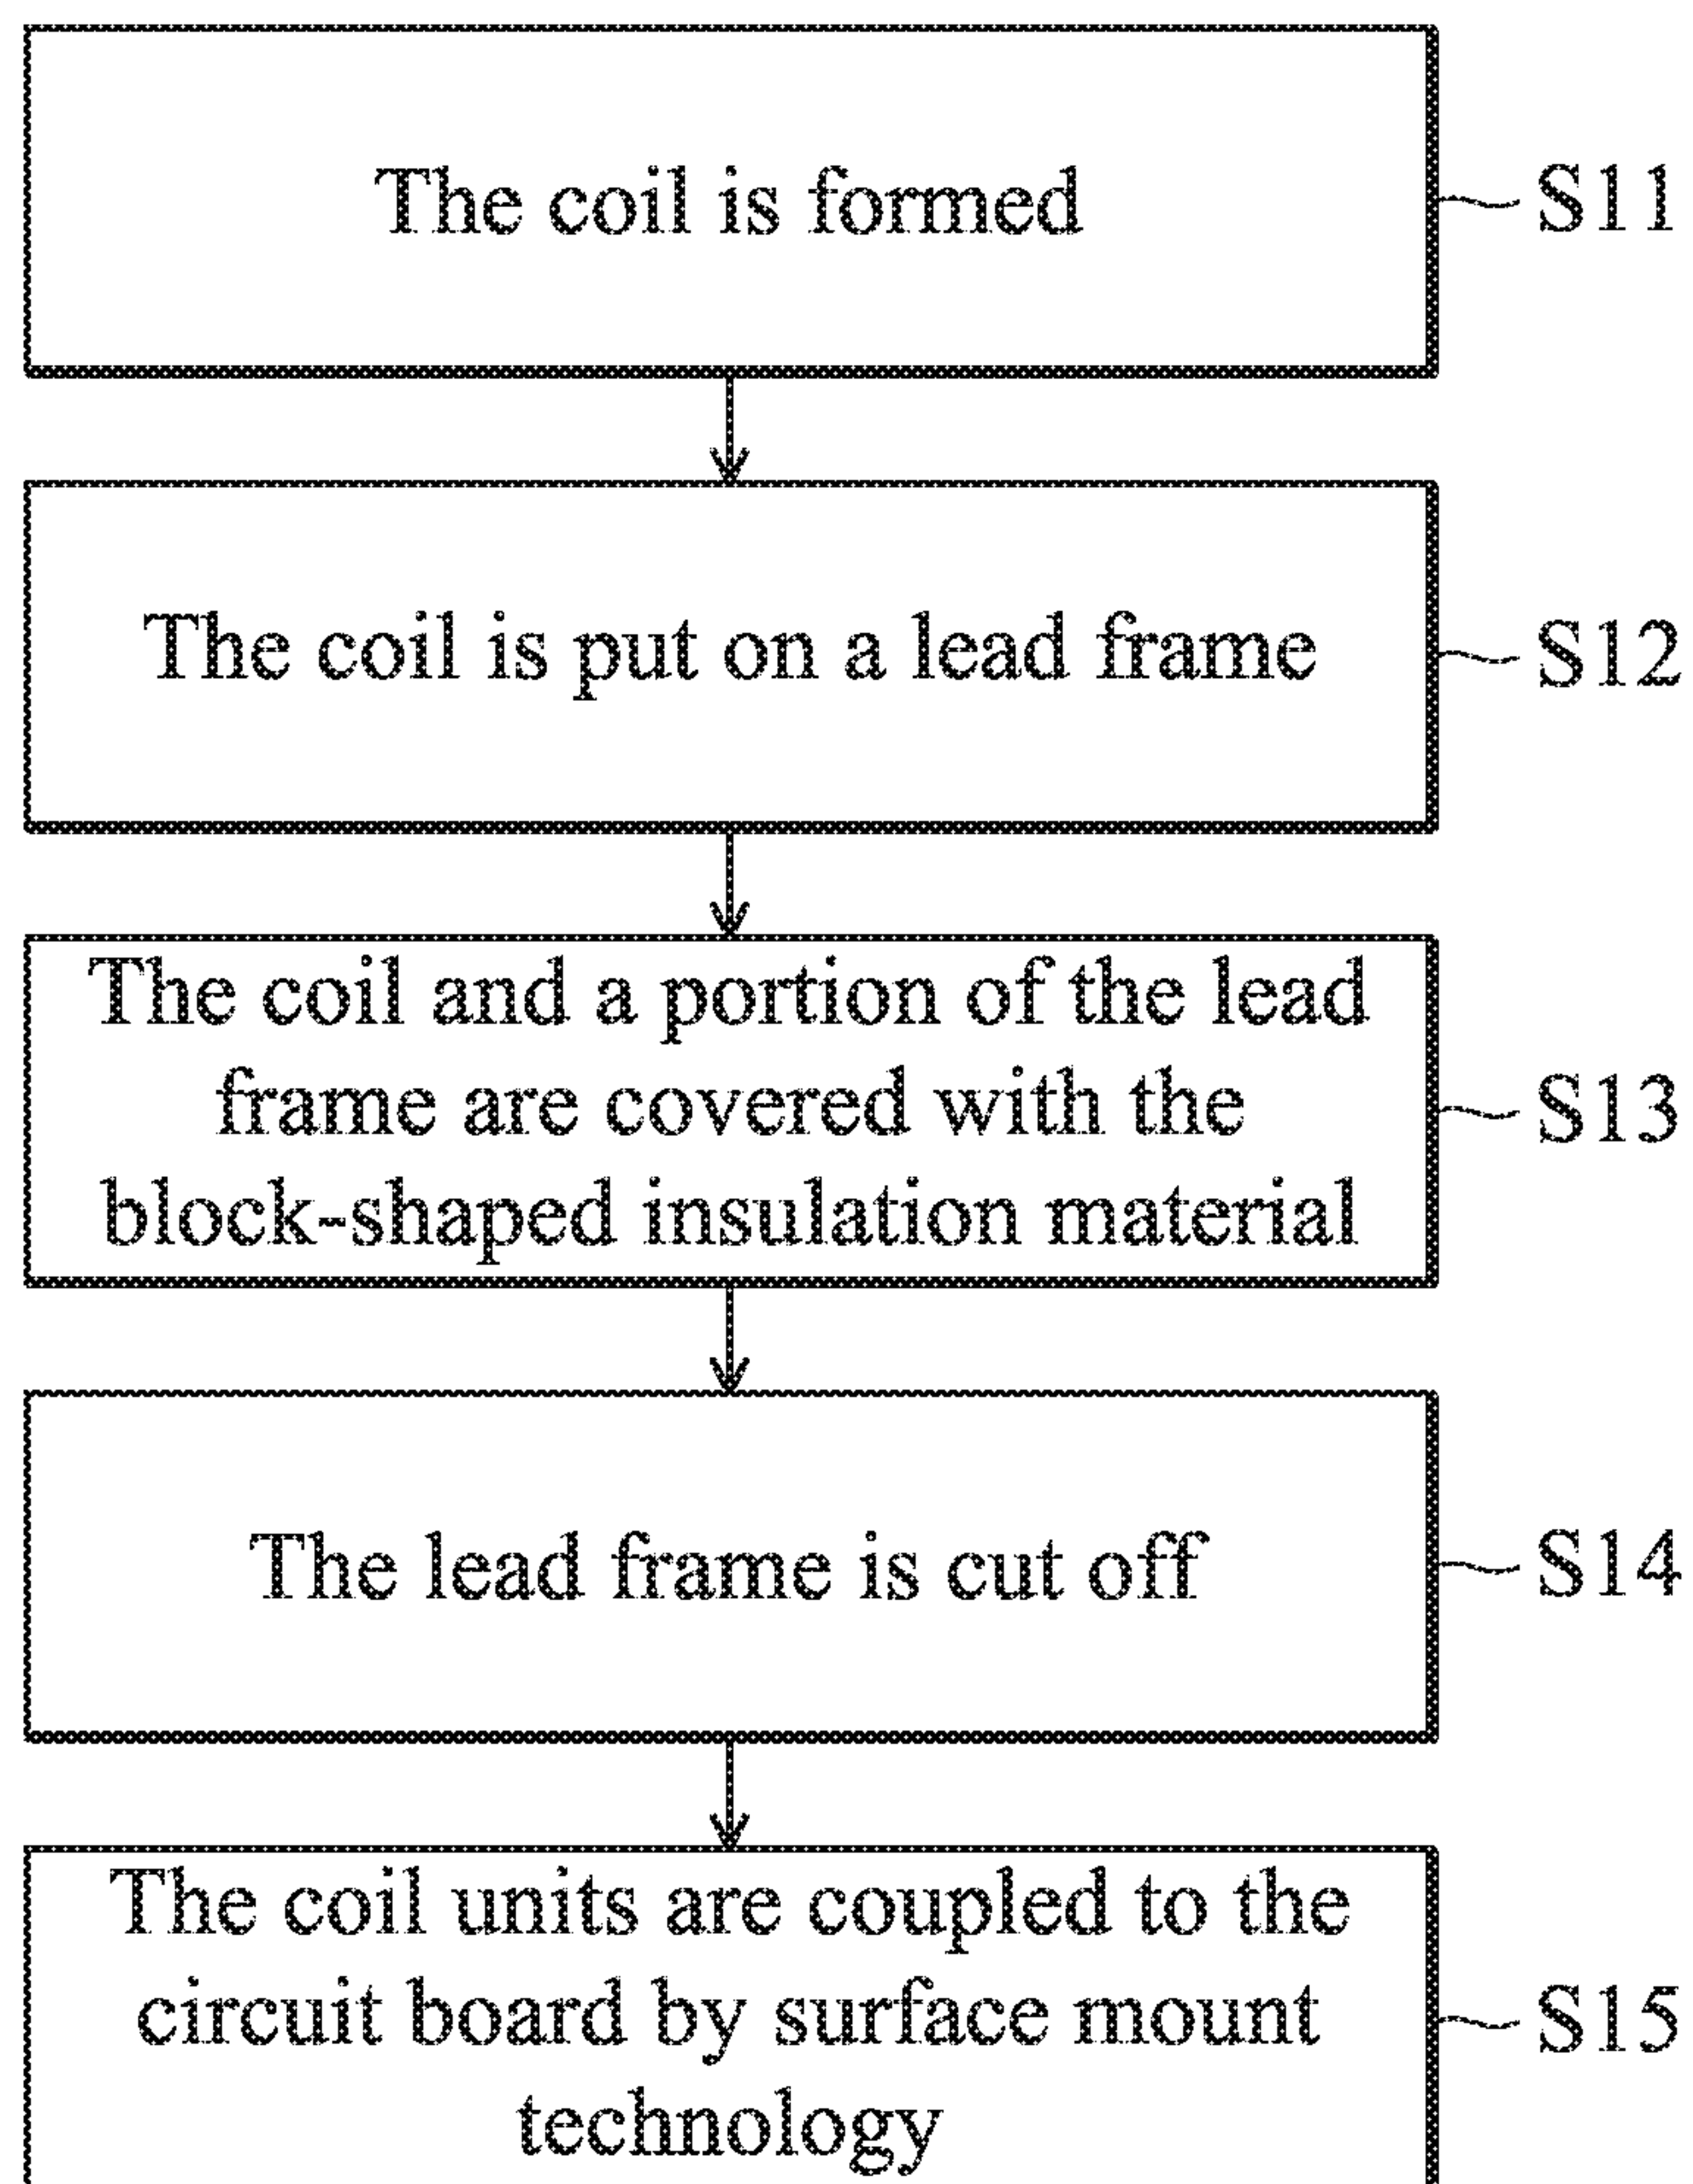 The coil is formed
S11
The coil is put on a lead frame
S12
The coil and a portion of the lead
frame are covered with the
block-shaped insulation material
S13
The lead frame is cut off
S14
The coil units are coupled to the
circuit board by surface mount
technology
S15